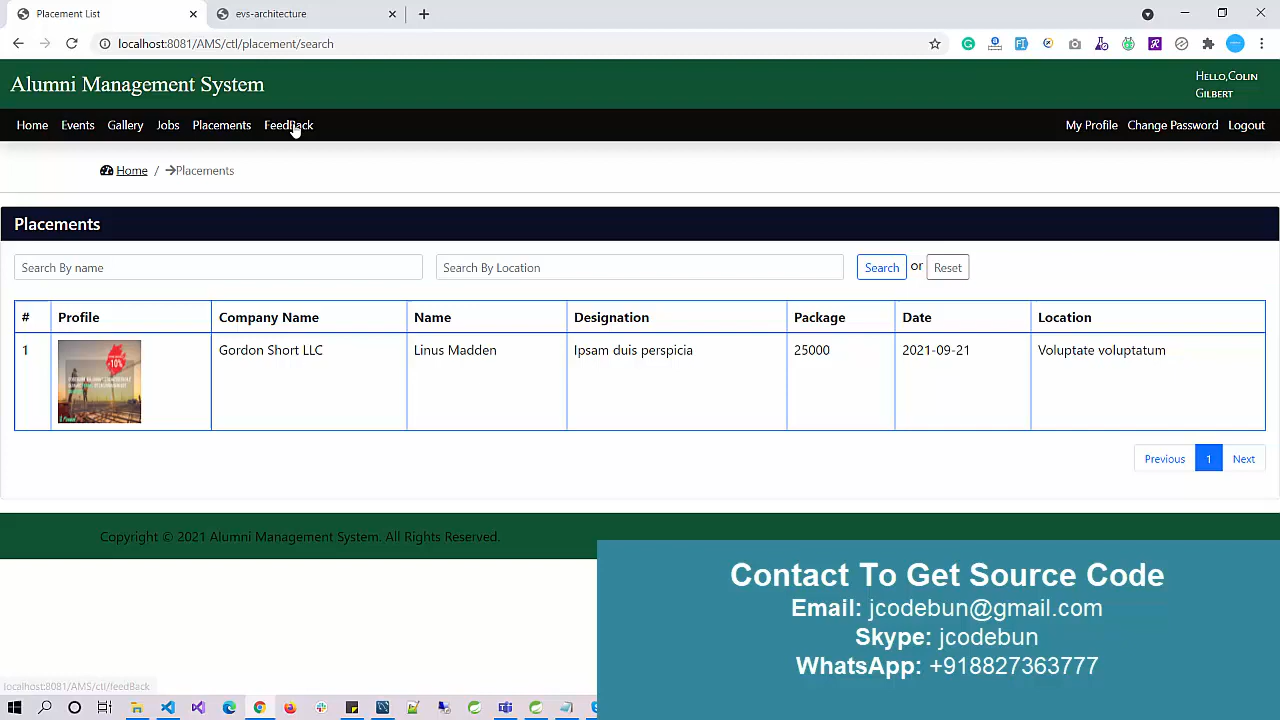 Placement List
evs-architecture
localhost:8081/AMS/ctl/placement/search
Alumni Management System
Hello,Colin
Gilbert
Home Events Gallery Jobs Placements FeedBack
My Profile Change Password Logout
Home / Placements
Placements
Search By name
Search By Location
Search or Reset
# Profile Company Name Name Designation Package Date Location
1 Gordon Short LLC Linus Madden Ipsam duis perspicia 25000 2021-09-21 Voluptate voluptatum
-10%
Previous 1 Next
Copyright © 2021 Alumni Management System. All Rights Reserved.
Contact To Get Source Code
Email: jcodebun@gmail.com
Skype: jcodebun
WhatsApp: +918827363777
localhost:8081/AMS/ctl/feedBack